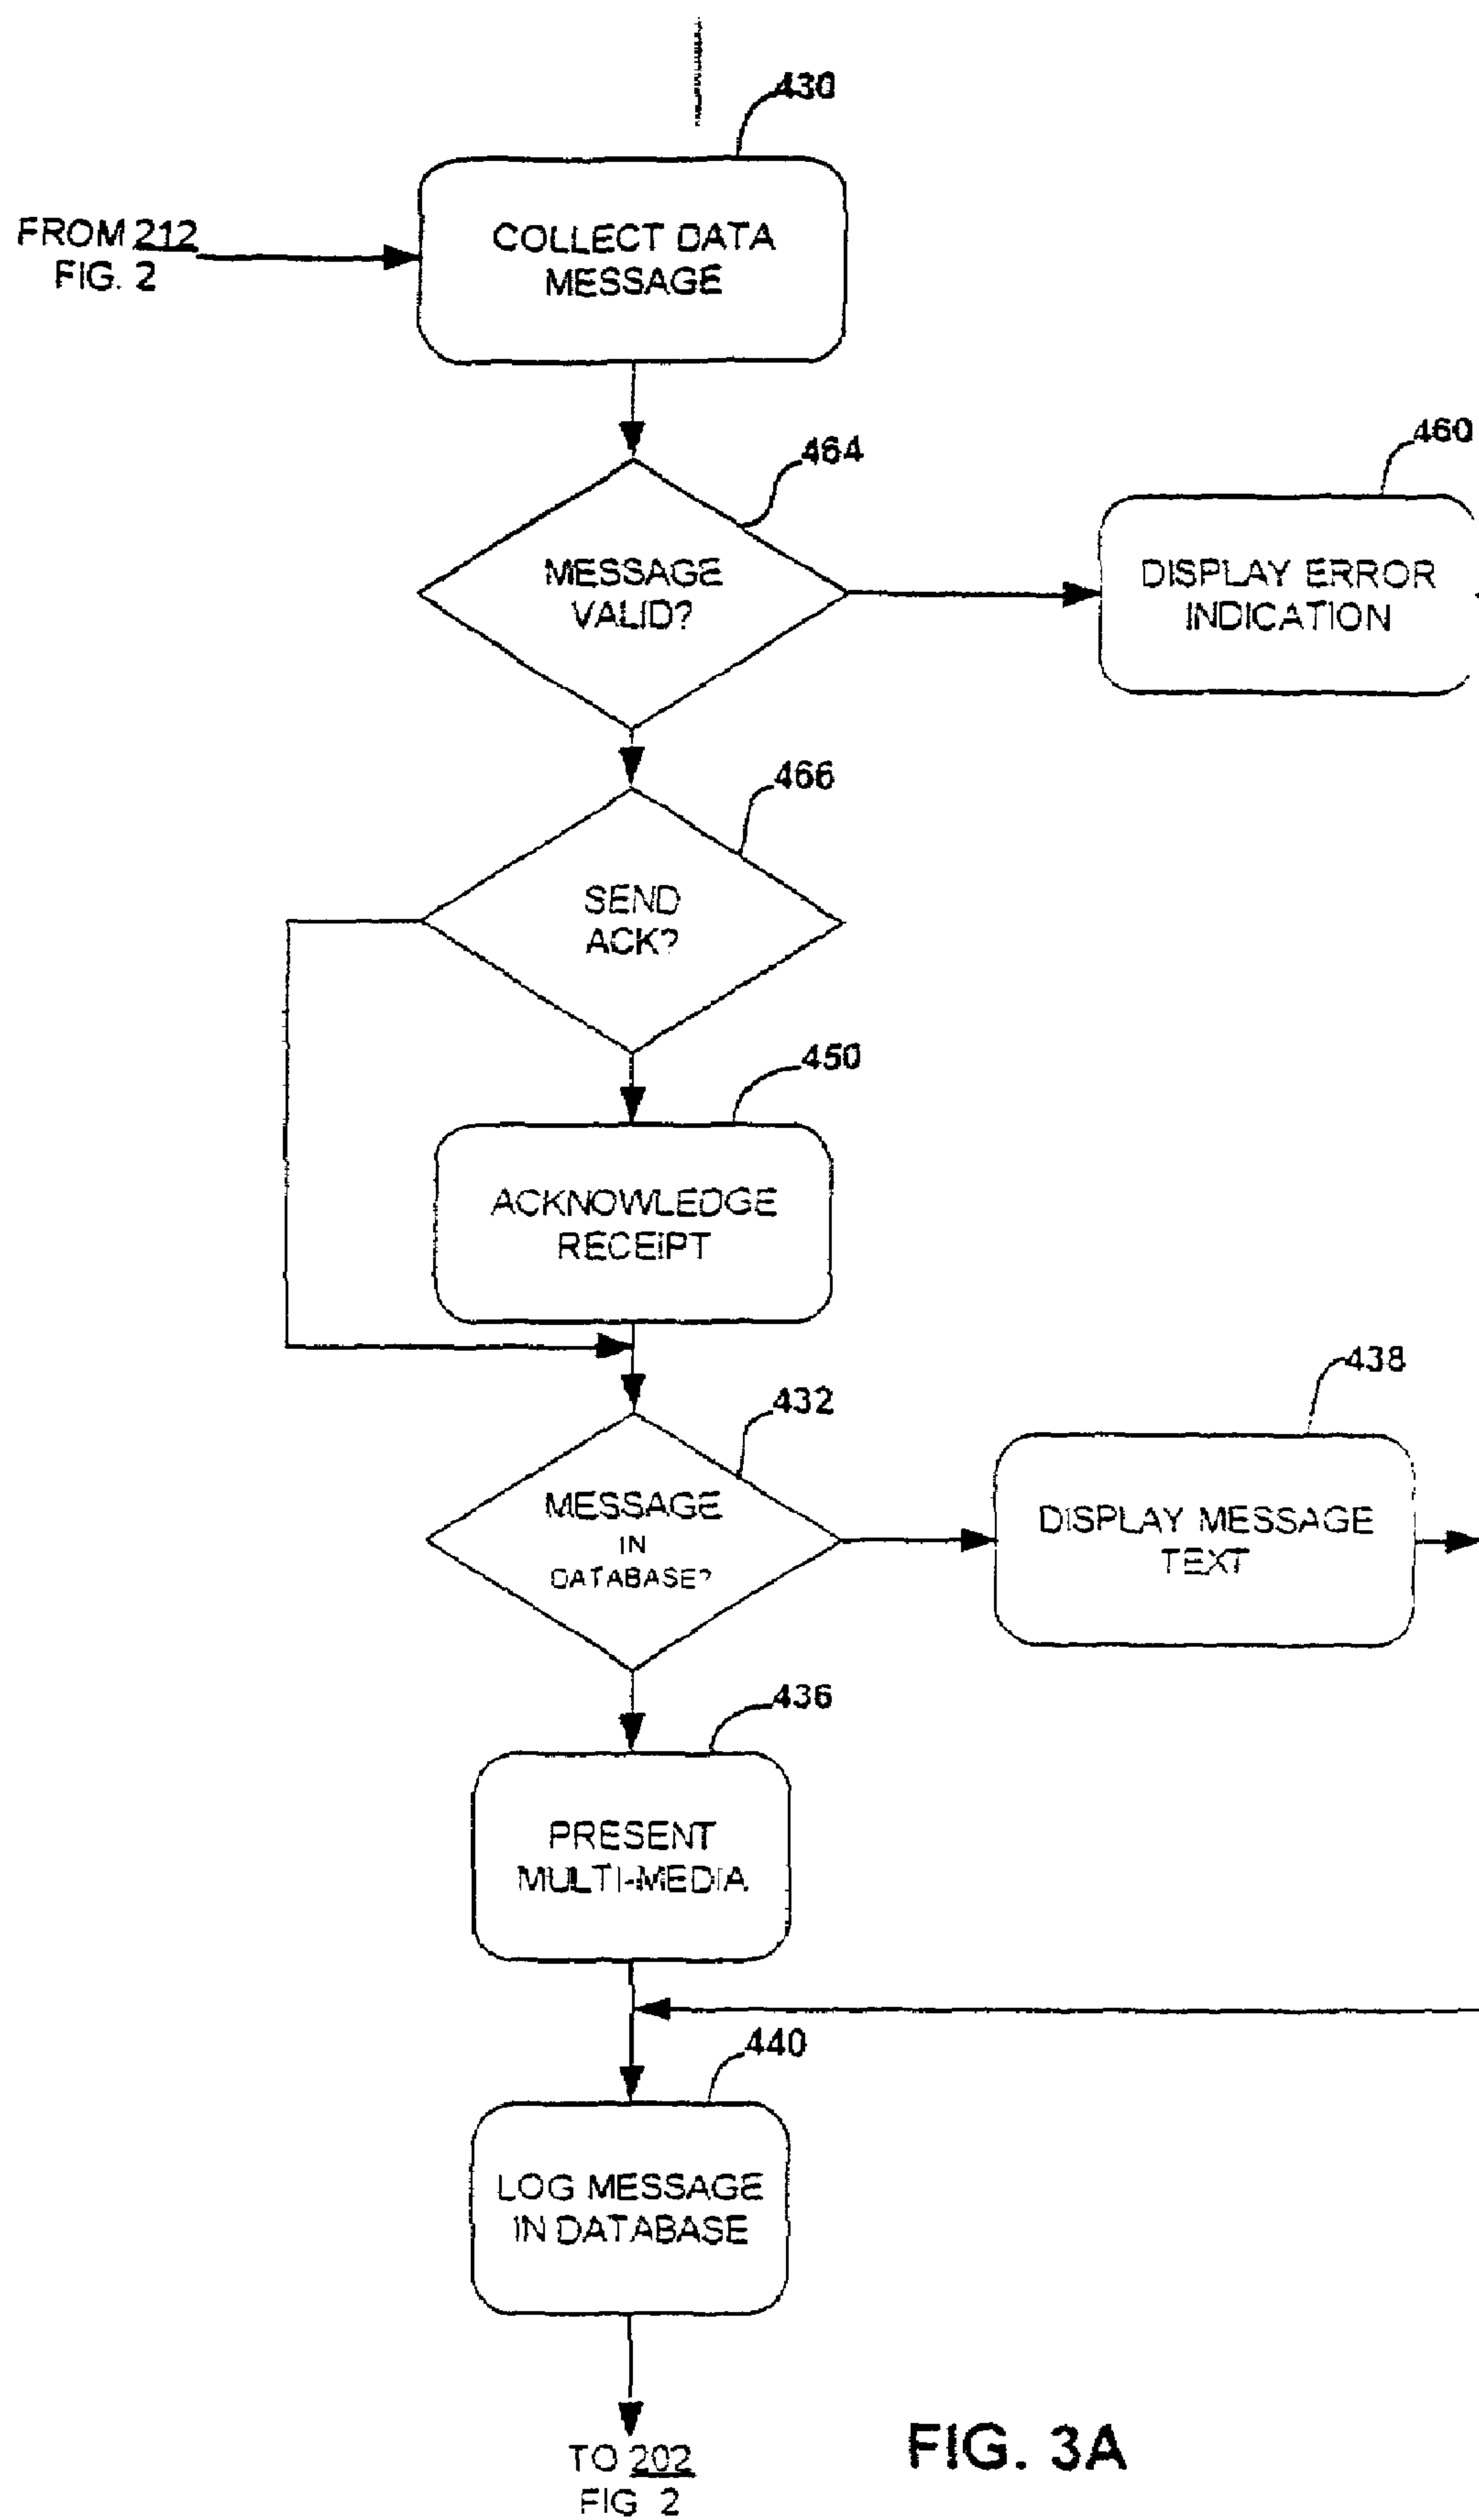 430
FROM 212
FIG. 2
COLLECT DATA
MESSAGE
464
460
MESSAGE
VALID?
DISPLAY ERROR
INDICATION
466
SEND
ACK?
450
ACKNOWLEDGE
RECEIPT
438
432
MESSAGE
IN
DATABASE?
DISPLAY MESSAGE
TEXT
436
PRESENT
MULTI-MEDIA
440
LOG MESSAGE
IN DATABASE
TO 202
FIG 2
FIG. 3A